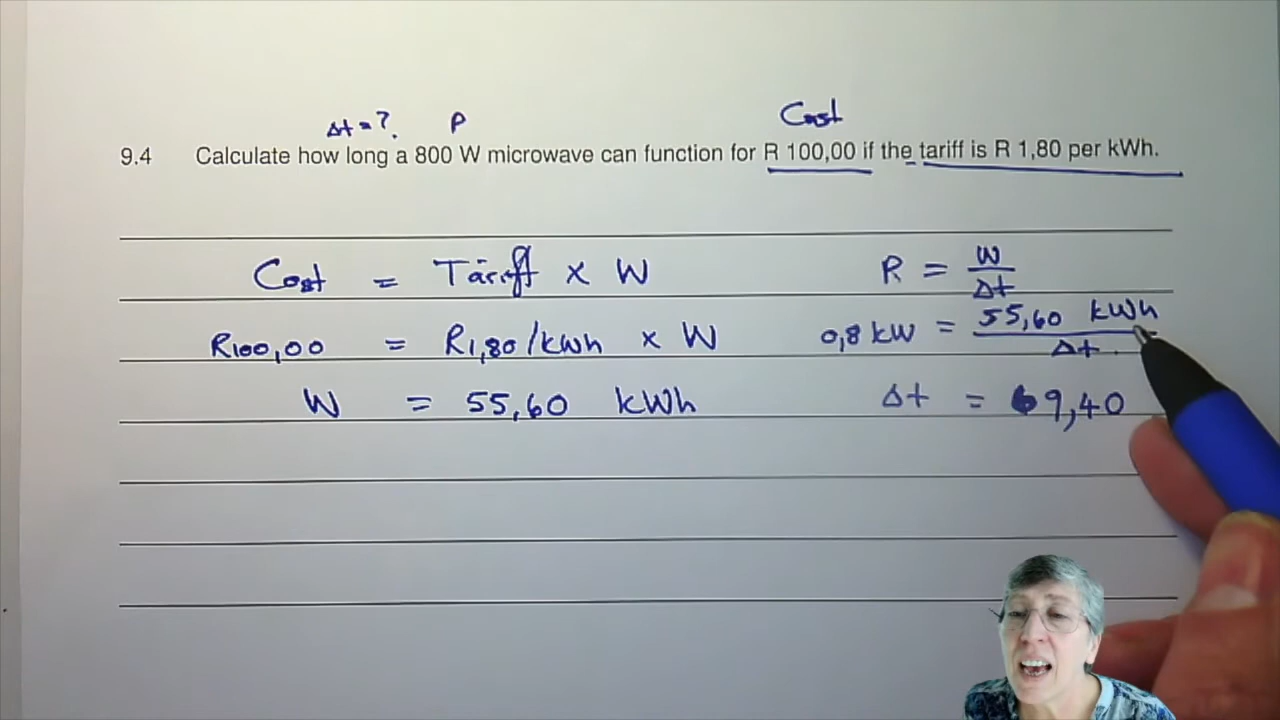 Δt = ?. P Cost
9.4 Calculate how long a 800 W microwave can function for R 100,00 if the tariff is R 1,80 per kWh.
Cost = Tariff x W
R100,00 = R1,80/kWh x W
W = 55,60 kWh
R = W/Δt
0,8 kW = 55,60 kWh/Δt
Δt = 69,40